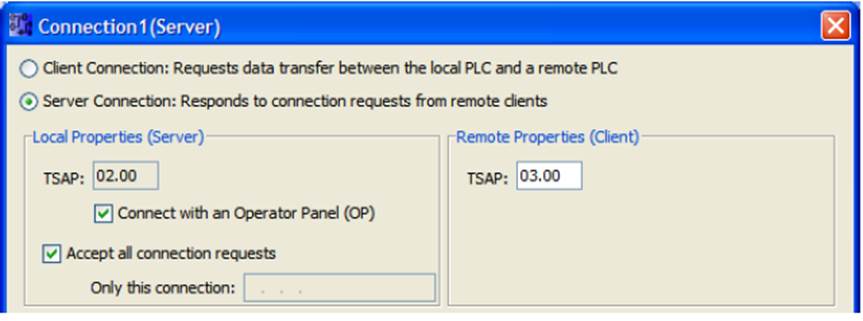 Connection1(Server)
Client Connection: Requests data transfer between the local PLC and a remote PLC
Server Connection: Responds to connection requests from remote clients
Local Properties (Server)
TSAP: 02.00
Connect with an Operator Panel (OP)
Accept all connection requests
Only this connection: . . .
Remote Properties (Client)
TSAP: 03.00